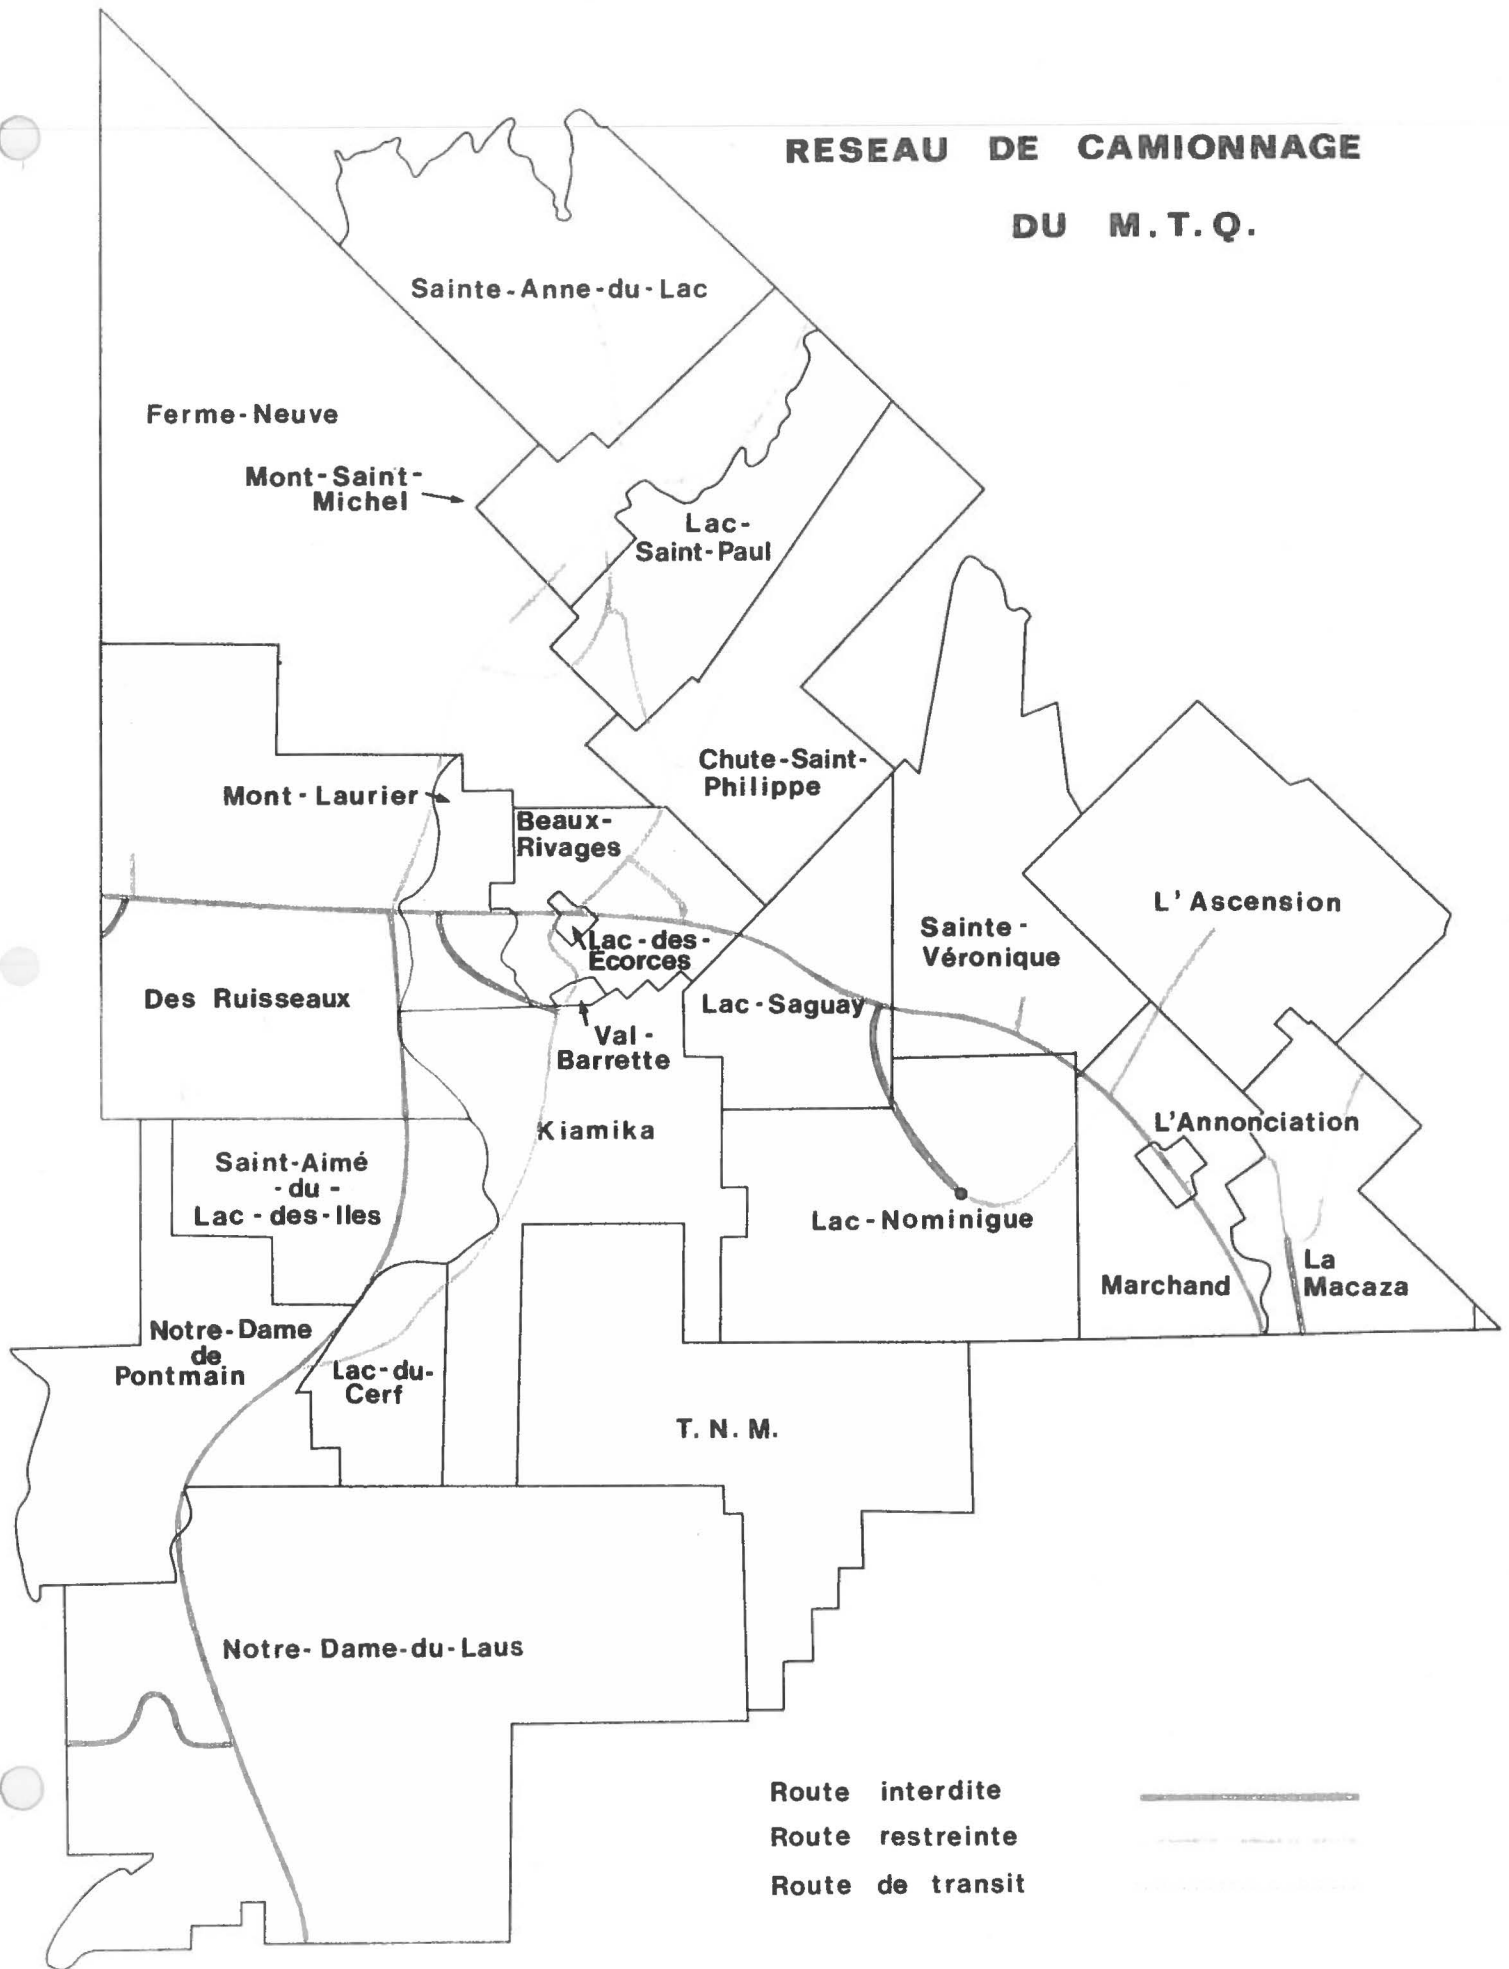 RESEAU DE CAMIONNAGE
DU M.T.Q.
Sainte-Anne-du-Lac
Ferme-Neuve
Mont-Saint-
Michel
Lac-
Saint-Paul
Chute-Saint-
Philippe
Mont-Laurier
Beaux-
Rivages
L'Ascension
Sainte-
Véronique
Lac-des-
Écorces
Des Ruisseaux
Lac-Saguay
Val-
Barrette
Kiamika
L'Annonciation
Saint-Aimé
-du-
Lac-des-Iles
Lac-Nominigue
La
Macaza
Marchand
Notre-Dame
de
Pontmain
Lac-du-
Cerf
T.N.M.
Notre-Dame-du-Laus
Route interdite
Route restreinte
Route de transit